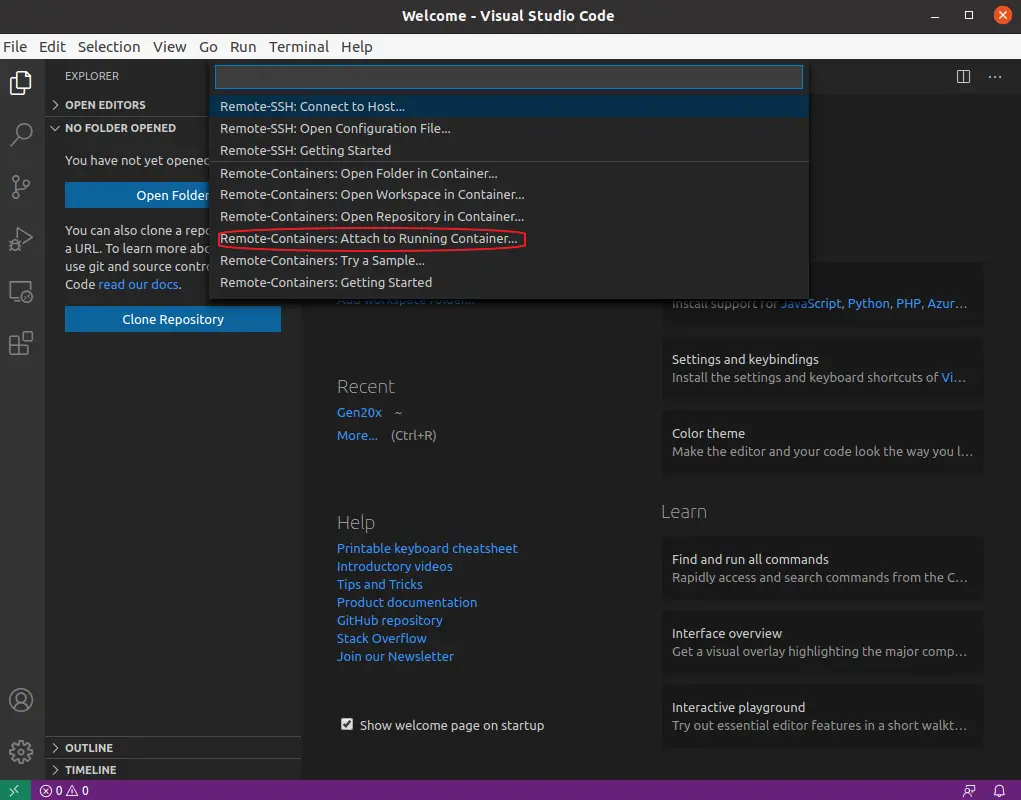 Welcome - Visual Studio Code
File Edit Selection View Go Run Terminal Help
EXPLORER
OPEN EDITORS
NO FOLDER OPENED
You have not yet opened
Open Folder
You can also clone a repo
a URL. To learn more abo
use git and source contro
Code read our docs.
Clone Repository
OUTLINE
TIMELINE
Remote-SSH: Connect to Host...
Remote-SSH: Open Configuration File...
Remote-SSH: Getting Started
Remote-Containers: Open Folder in Container...
Remote-Containers: Open Workspace in Container...
Remote-Containers: Open Repository in Container...
Remote-Containers: Attach to Running Container...
Remote-Containers: Try a Sample...
Remote-Containers: Getting Started
Add workspace folder...
Recent
Gen20x ~
More... (Ctrl+R)
Help
Printable keyboard cheatsheet
Introductory videos
Tips and Tricks
Product documentation
GitHub repository
Stack Overflow
Join our Newsletter
Show welcome page on startup
Install support for JavaScript, Python, PHP, Azur...
Settings and keybindings
Install the settings and keyboard shortcuts of Vi...
Color theme
Make the editor and your code look the way you l...
Learn
Find and run all commands
Rapidly access and search commands from the C...
Interface overview
Get a visual overlay highlighting the major comp...
Interactive playground
Try out essential editor features in a short walkt...
0 0